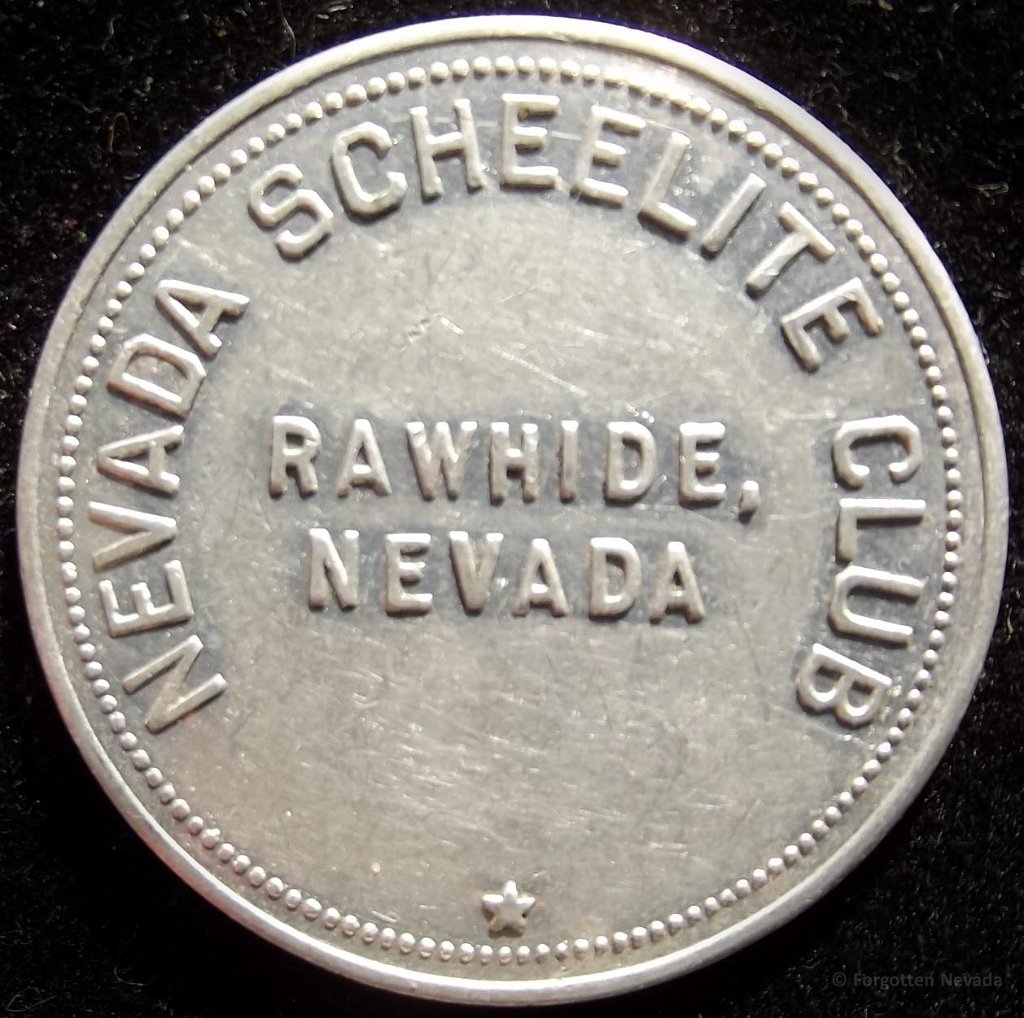 NEVADA SCHEELITE CLUB
RAWHIDE,
NEVADA
© Forgotten Nevada